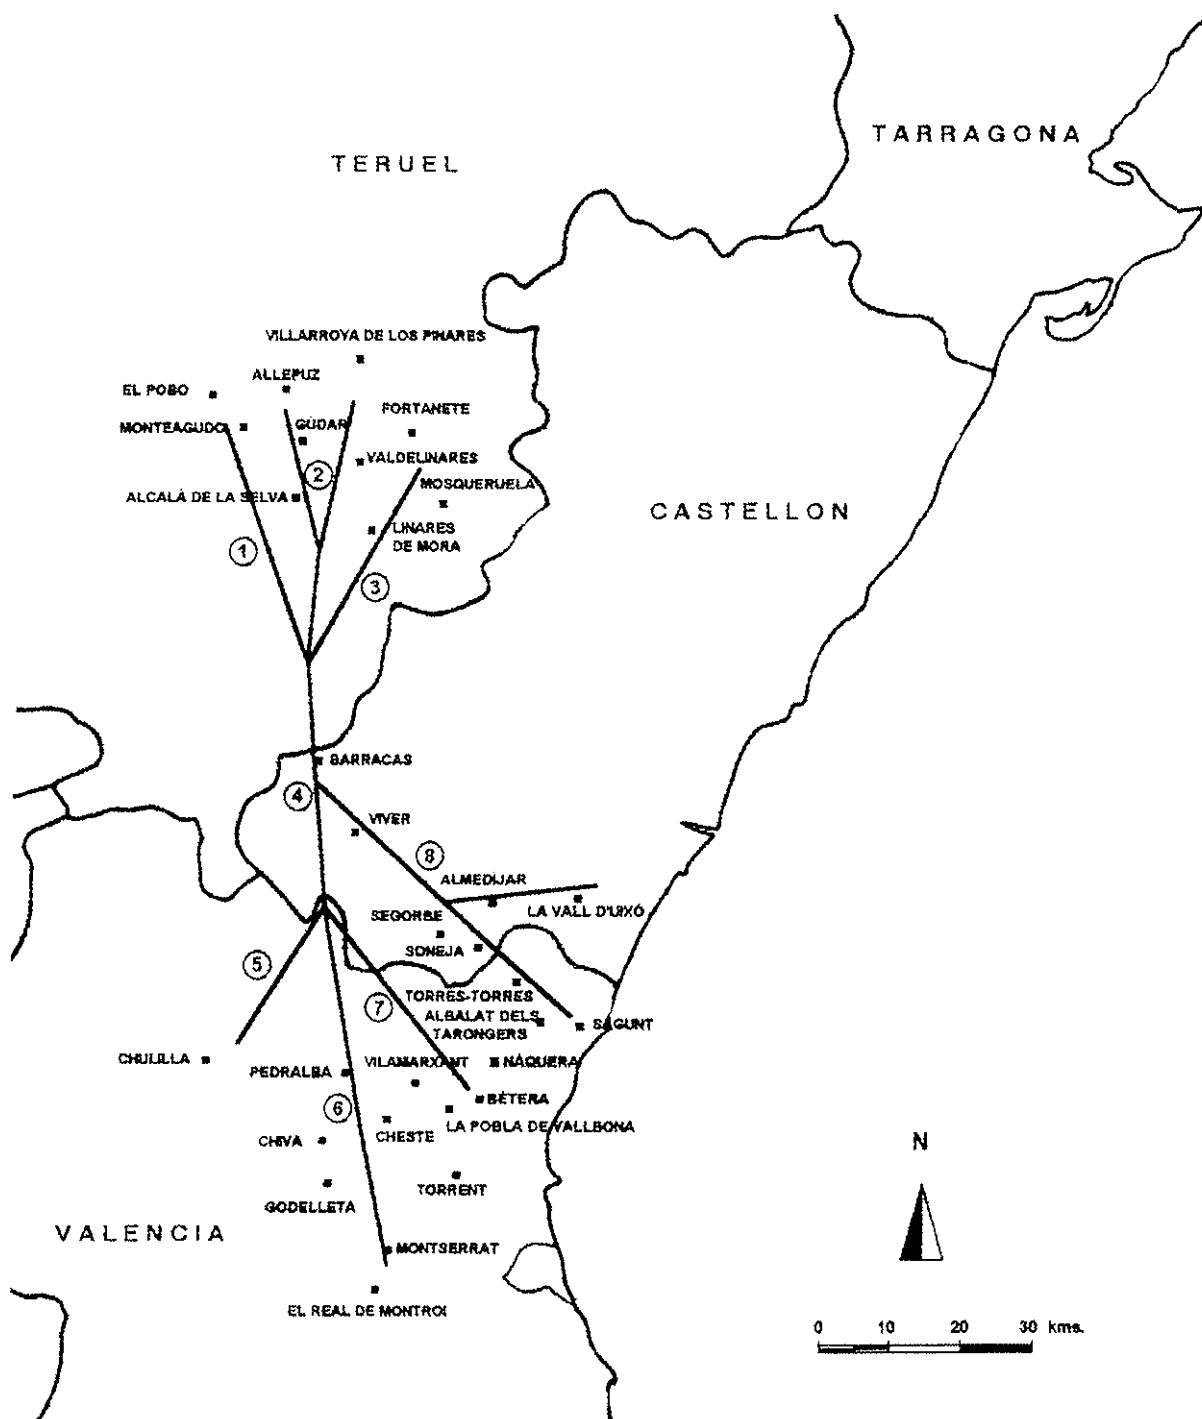 TARRAGONA
TERUEL
VILLARROYA DE LOS PINARES
ALLEPUZ
EL POBO
FORTANETE
MONTEAGUDO
GÚDAR
VALDELINARES
2
MOSQUERUELA
ALCALÁ DE LA SELVA
CASTELLON
LINARES
DE MORA
1
3
BARRACAS
4
VIVER
8
ALMEDIJAR
LA VALL D'UIXÓ
SEGORBE
SONEJA
5
TORRES-TORRES
7
ALBALAT DELS
TARONGERS
SAGUNT
CHULILLA
VILAMARXANT
NÀQUERA
PEDRALBA
BÉTERA
6
LA POBLA DE VALLBONA
CHESTE
CHIVA
N
TORRENT
GODELLETA
VALENCIA
MONTSERRAT
EL REAL DE MONTROI
0 10 20 30 kms.